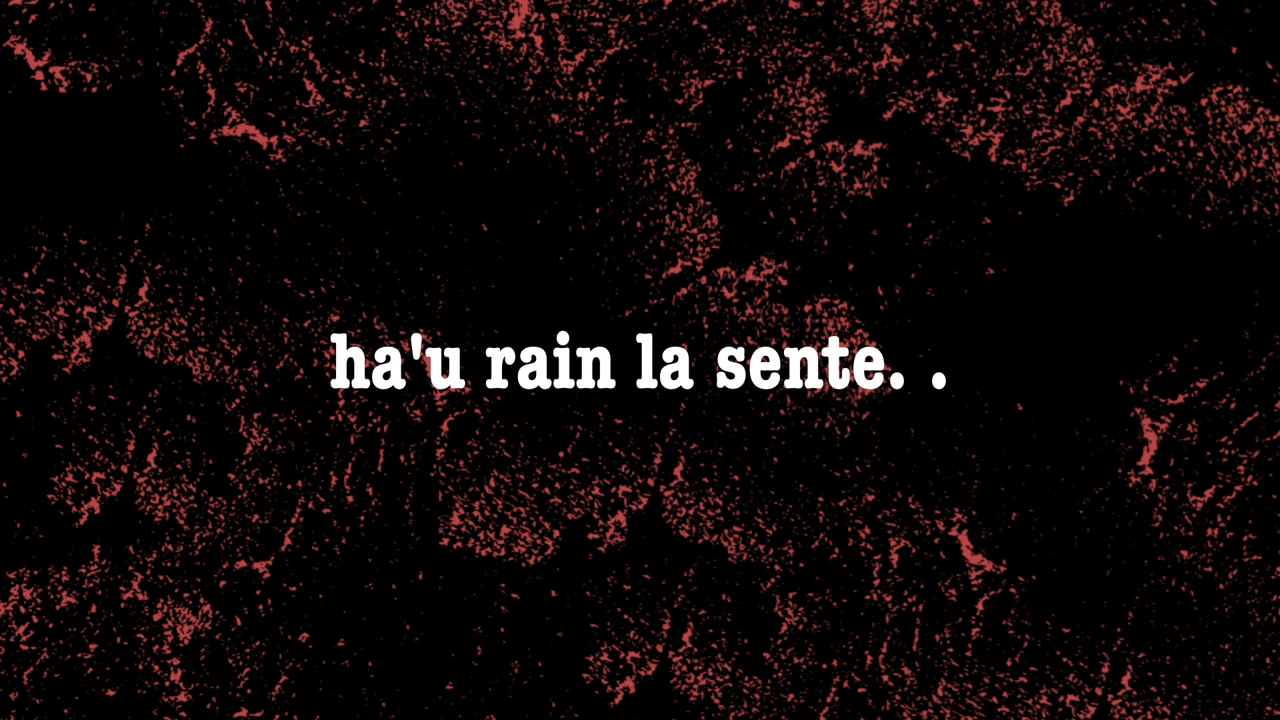 ha'u rain la sente. .